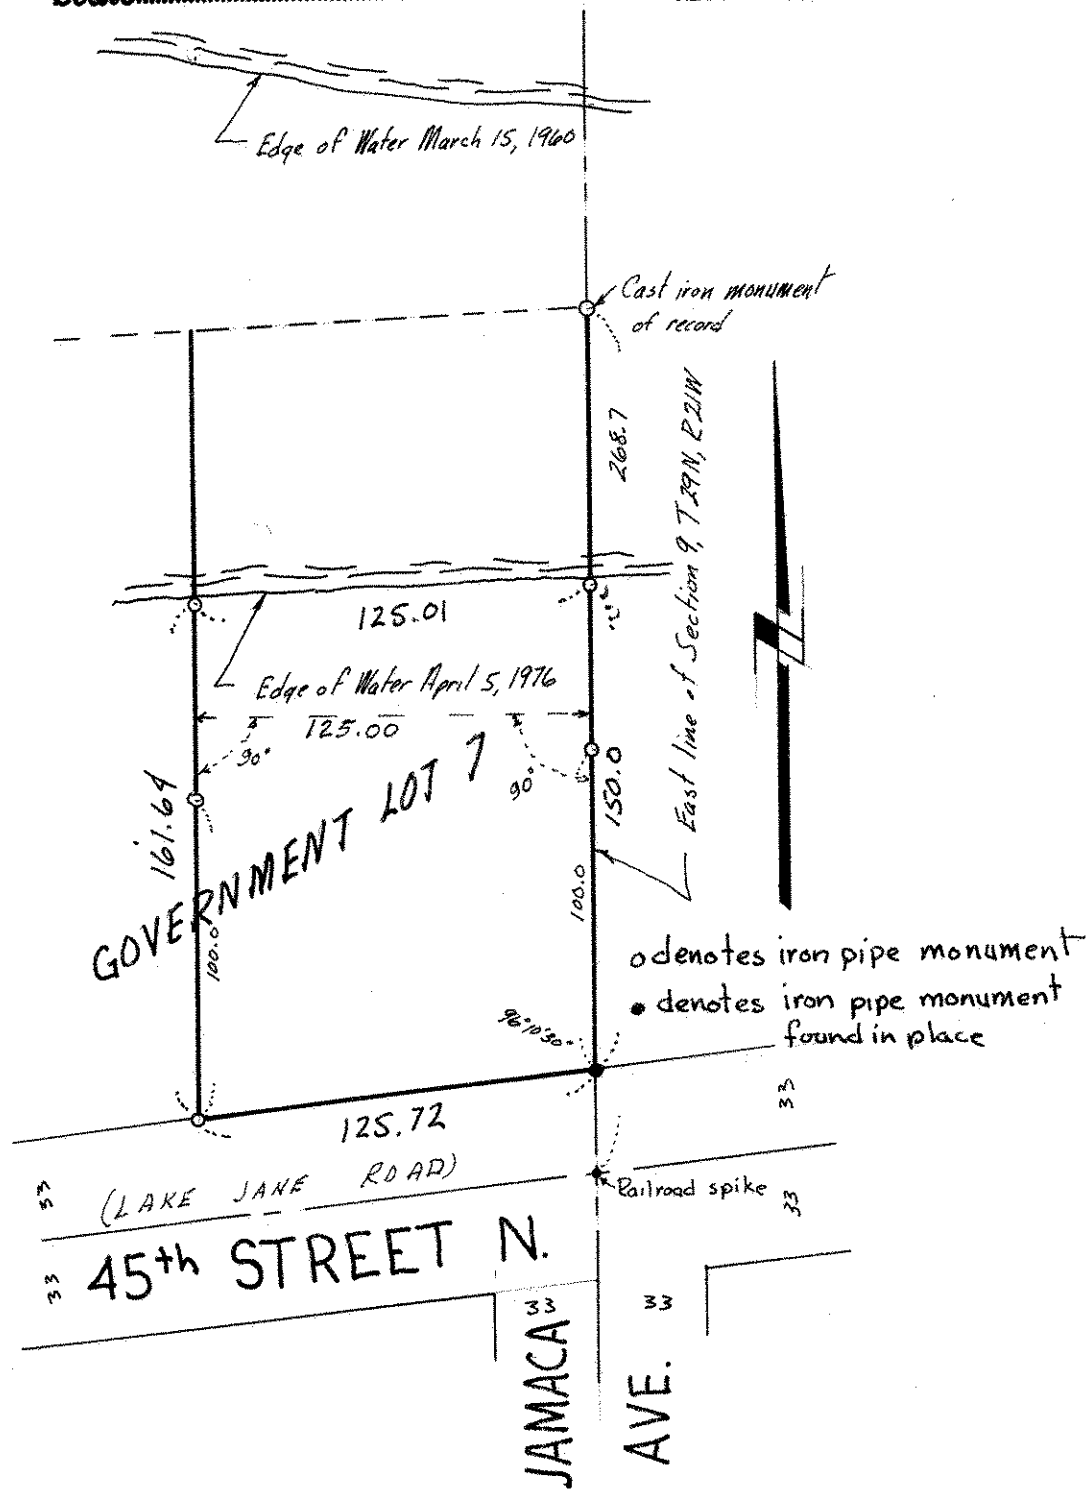 Edge of Water March 15, 1960
Cast iron monument
of record
268.7
East line of Section 9, T29N, R21W
125.01
Edge of Water April 5, 1976
125.00
90°
90°
150.0
161.64
GOVERNMENT LOT 7
100.0
100.0
o denotes iron pipe monument
● denotes iron pipe monument
found in place
96°10'30"
125.72
33
33
(LAKE JANE ROAD)
Railroad spike
33
45th STREET N.
33
33
33
JAMACA
AVE.